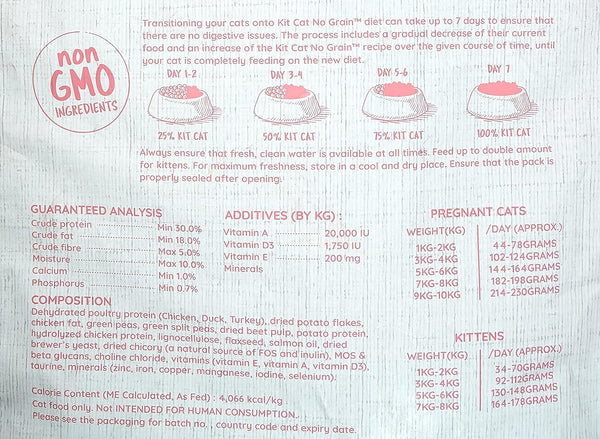 non
GMO
INGREDIENTS
Transitioning your cats onto Kit Cat No Grain™ diet can take up to 7 days to ensure that
there are no digestive issues. The process includes a gradual decrease of their current
food and an increase of the Kit Cat No Grain™ recipe over the given course of time, until
your cat is completely feeding on the new diet.
DAY 1-2 DAY 3-4 DAY 5-6 DAY 7
25% KIT CAT 50% KIT CAT 75% KIT CAT 100% KIT CAT
Always ensure that fresh, clean water is available at all times. Feed up to double amount
for kittens. For maximum freshness, store in a cool and dry place. Ensure that the pack is
properly sealed after opening.
GUARANTEED ANALYSIS
Crude protein Min 30.0%
Crude fat Min 18.0%
Crude fibre Max 5.0%
Moisture Max 10.0%
Calcium Min 1.0%
Phosphorus Min 0.7%
ADDITIVES (BY KG) :
Vitamin A 20,000 IU
Vitamin D3 1,750 IU
Vitamin E 200 mg
Minerals
PREGNANT CATS
WEIGHT(KG) /DAY (APPROX.)
1KG-2KG 44-78GRAMS
3KG-4KG 102-124GRAMS
5KG-6KG 144-164GRAMS
7KG-8KG 182-198GRAMS
9KG-10KG 214-230GRAMS
COMPOSITION
Dehydrated poultry protein (Chicken, Duck, Turkey), dried potato flakes,
chicken fat, green peas, green split peas, dried beet pulp, potato protein,
hydrolyzed chicken protein, lignocellulose, flaxseed, salmon oil, dried
brewer's yeast, dried chicory (a natural source of FOS and inulin), MOS &
beta glucans, choline chloride, vitamins (vitamin E, vitamin A, vitamin D3),
taurine, minerals (zinc, iron, copper, manganese, iodine, selenium).
KITTENS
WEIGHT(KG) /DAY (APPROX.)
1KG-2KG 34-70GRAMS
3KG-4KG 92-112GRAMS
5KG-6KG 130-148GRAMS
7KG-8KG 164-178GRAMS
Calorie Content (ME Calculated, As Fed) : 4,066 kcal/kg
Cat food only. Not INTENDED FOR HUMAN CONSUMPTION.
Please see the packaging for batch no. , country code and expiry date.